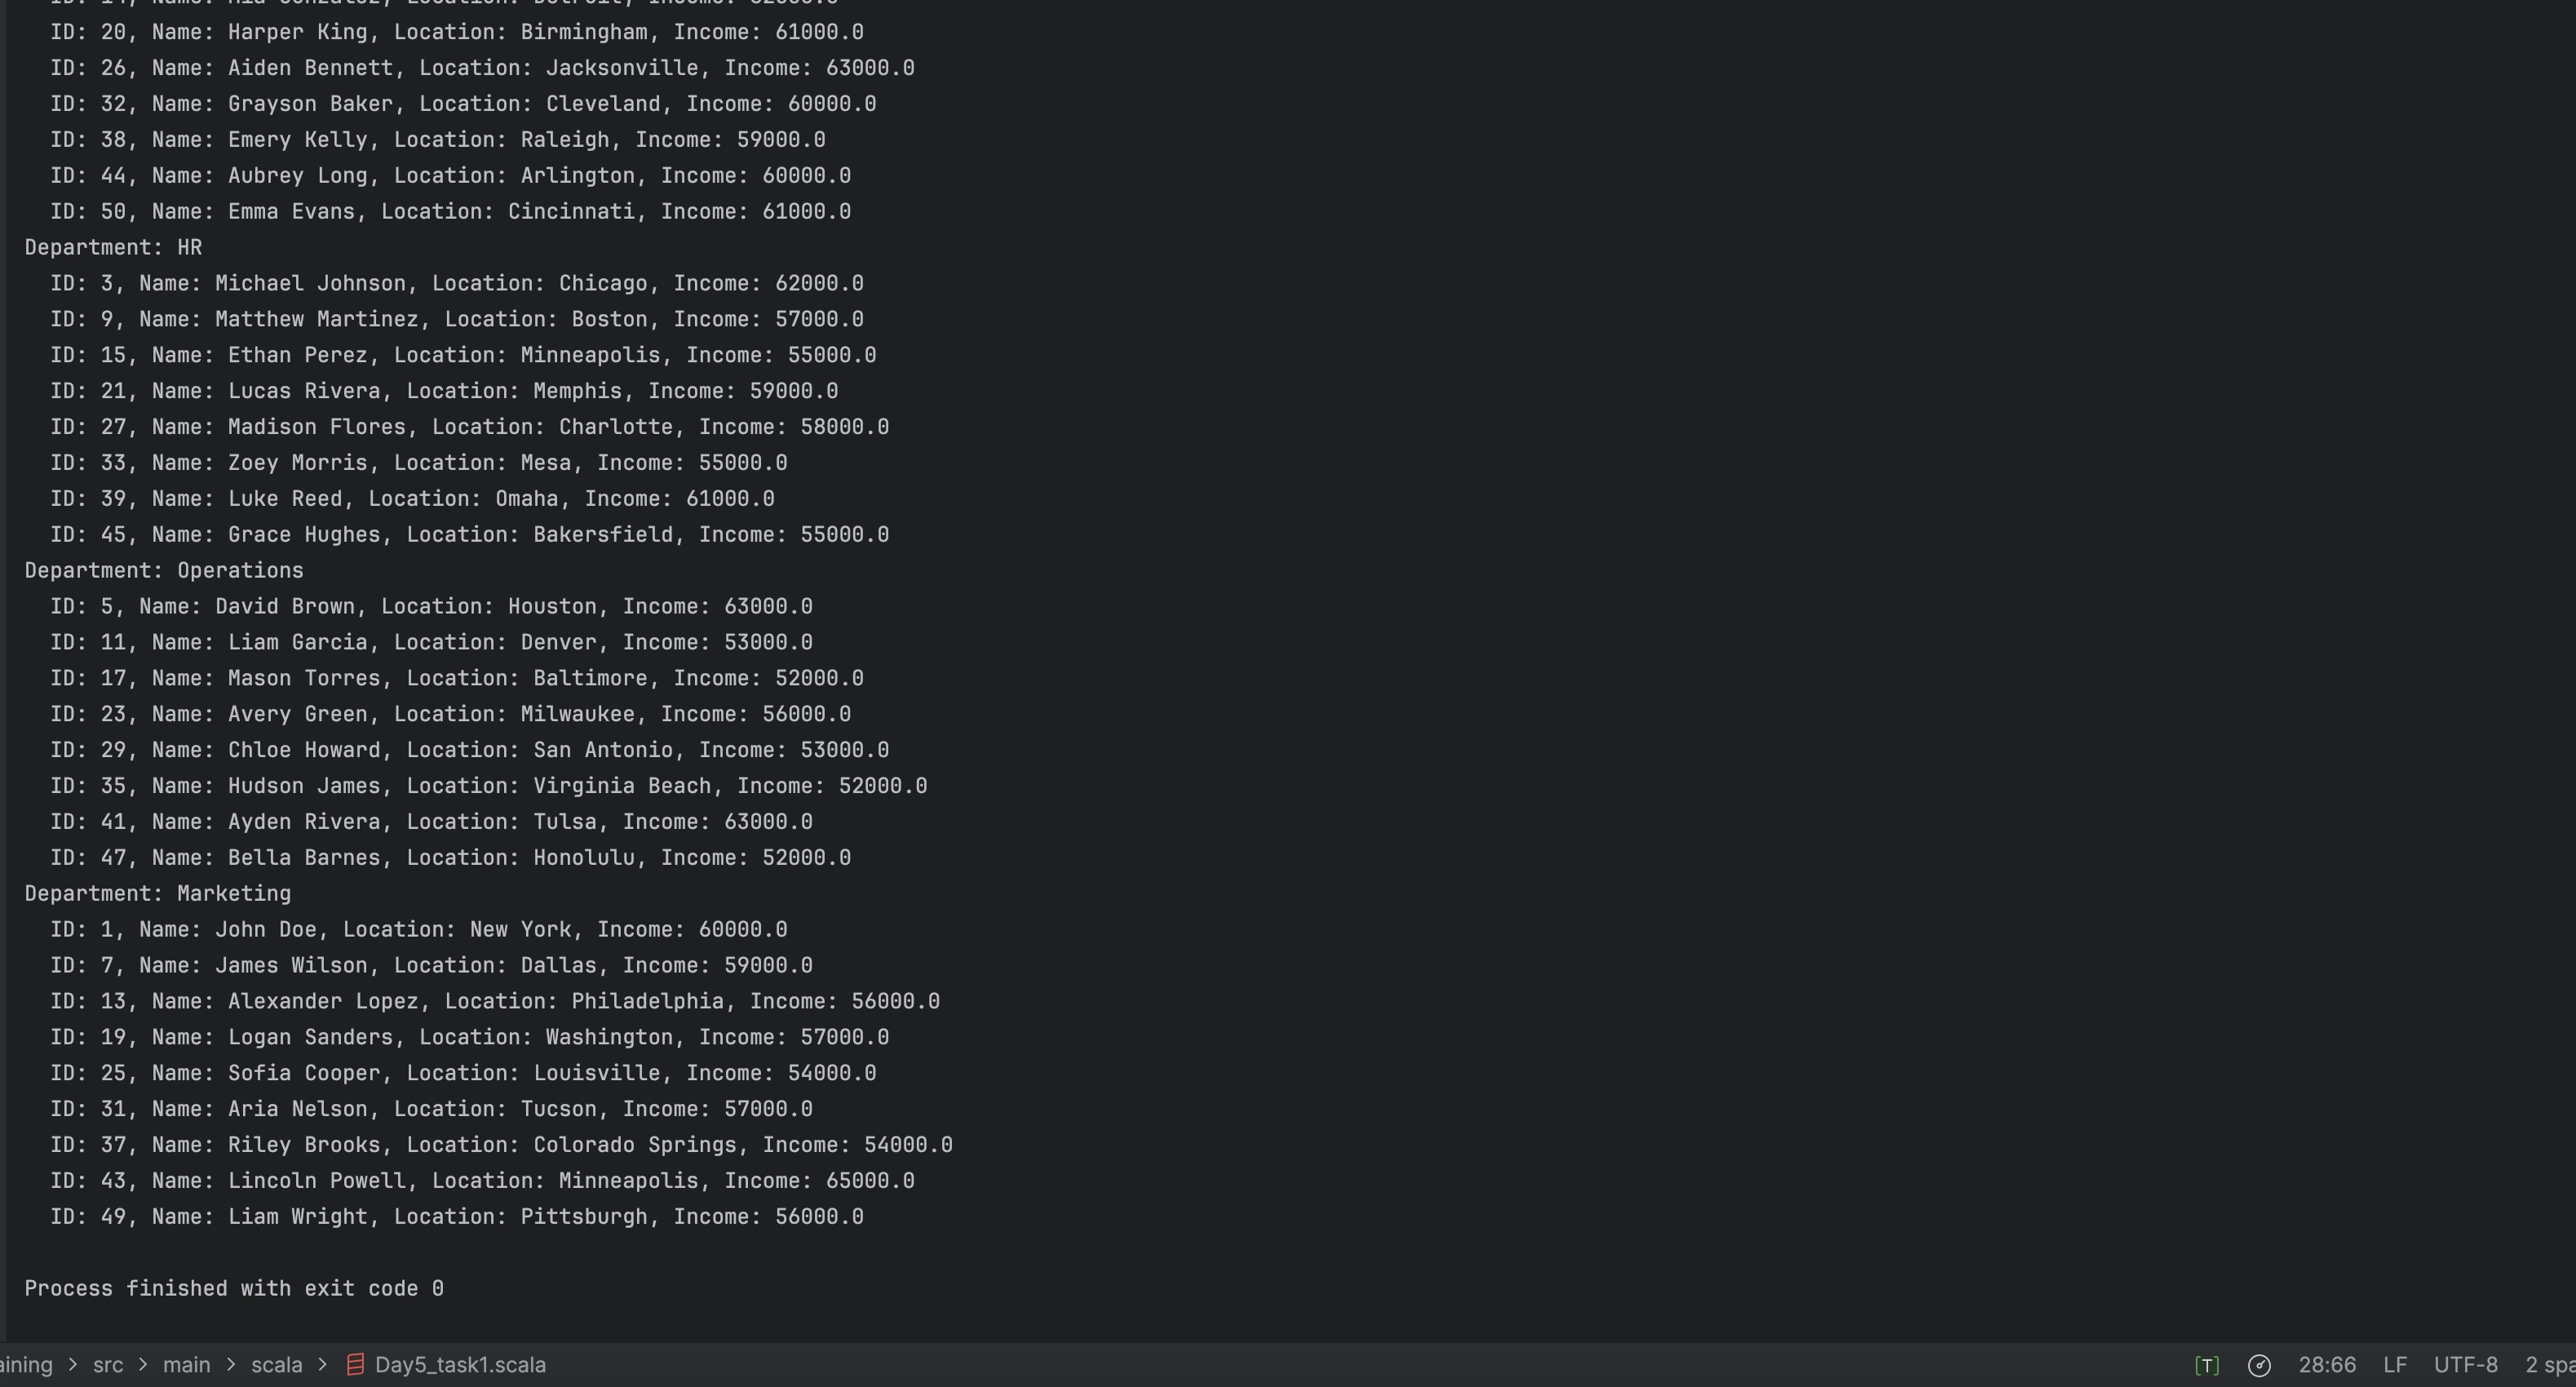 ID: 14, Name: Mia Gonzalez, Location: Detroit, Income: 62000.0
ID: 20, Name: Harper King, Location: Birmingham, Income: 61000.0
ID: 26, Name: Aiden Bennett, Location: Jacksonville, Income: 63000.0
ID: 32, Name: Grayson Baker, Location: Cleveland, Income: 60000.0
ID: 38, Name: Emery Kelly, Location: Raleigh, Income: 59000.0
ID: 44, Name: Aubrey Long, Location: Arlington, Income: 60000.0
ID: 50, Name: Emma Evans, Location: Cincinnati, Income: 61000.0
Department: HR
ID: 3, Name: Michael Johnson, Location: Chicago, Income: 62000.0
ID: 9, Name: Matthew Martinez, Location: Boston, Income: 57000.0
ID: 15, Name: Ethan Perez, Location: Minneapolis, Income: 55000.0
ID: 21, Name: Lucas Rivera, Location: Memphis, Income: 59000.0
ID: 27, Name: Madison Flores, Location: Charlotte, Income: 58000.0
ID: 33, Name: Zoey Morris, Location: Mesa, Income: 55000.0
ID: 39, Name: Luke Reed, Location: Omaha, Income: 61000.0
ID: 45, Name: Grace Hughes, Location: Bakersfield, Income: 55000.0
Department: Operations
ID: 5, Name: David Brown, Location: Houston, Income: 63000.0
ID: 11, Name: Liam Garcia, Location: Denver, Income: 53000.0
ID: 17, Name: Mason Torres, Location: Baltimore, Income: 52000.0
ID: 23, Name: Avery Green, Location: Milwaukee, Income: 56000.0
ID: 29, Name: Chloe Howard, Location: San Antonio, Income: 53000.0
ID: 35, Name: Hudson James, Location: Virginia Beach, Income: 52000.0
ID: 41, Name: Ayden Rivera, Location: Tulsa, Income: 63000.0
ID: 47, Name: Bella Barnes, Location: Honolulu, Income: 52000.0
Department: Marketing
ID: 1, Name: John Doe, Location: New York, Income: 60000.0
ID: 7, Name: James Wilson, Location: Dallas, Income: 59000.0
ID: 13, Name: Alexander Lopez, Location: Philadelphia, Income: 56000.0
ID: 19, Name: Logan Sanders, Location: Washington, Income: 57000.0
ID: 25, Name: Sofia Cooper, Location: Louisville, Income: 54000.0
ID: 31, Name: Aria Nelson, Location: Tucson, Income: 57000.0
ID: 37, Name: Riley Brooks, Location: Colorado Springs, Income: 54000.0
ID: 43, Name: Lincoln Powell, Location: Minneapolis, Income: 65000.0
ID: 49, Name: Liam Wright, Location: Pittsburgh, Income: 56000.0
Process finished with exit code 0
aining > src > main > scala > Day5_task1.scala [T] 28:66 LF UTF-8 2 spa